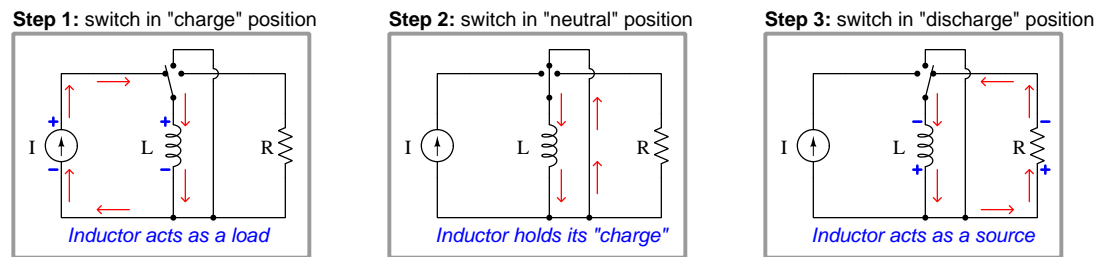 Step 1: switch in "charge" position
Step 2: switch in "neutral" position
Step 3: switch in "discharge" position
+ +
I L R
- -
Inductor acts as a load
I L R
Inductor holds its "charge"
- -
I L R
+ +
Inductor acts as a source